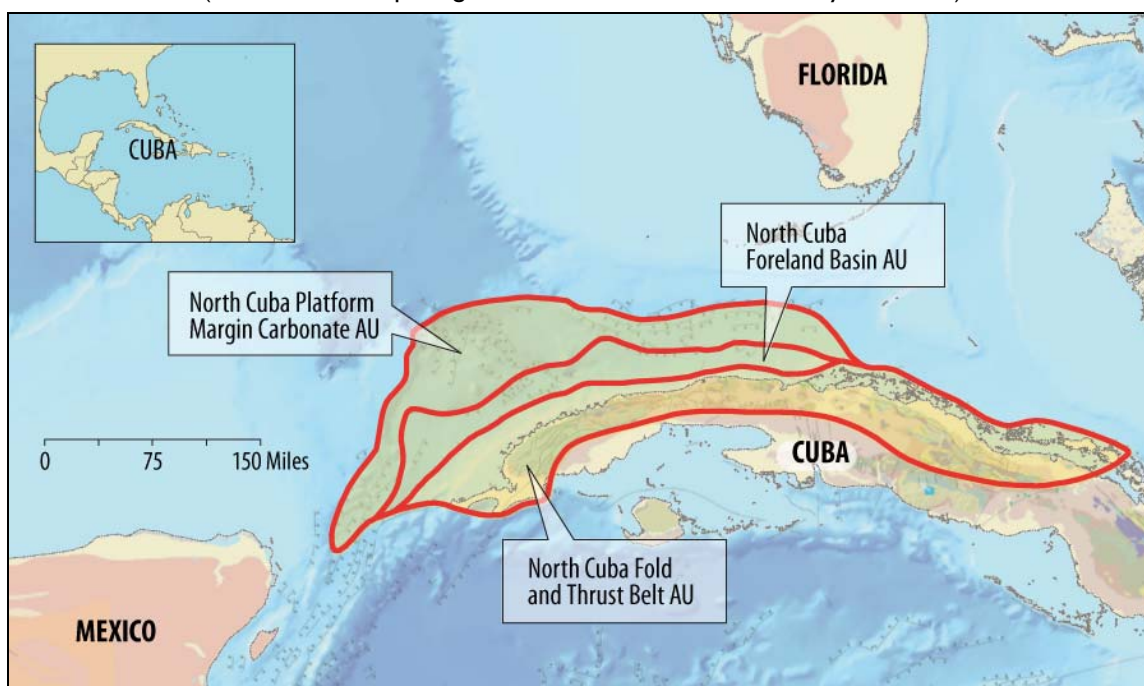 CUBA
FLORIDA
North Cuba
Foreland Basin AU
North Cuba Platform
Margin Carbonate AU
0 75 150 Miles
CUBA
North Cuba Fold
and Thrust Belt AU
MEXICO